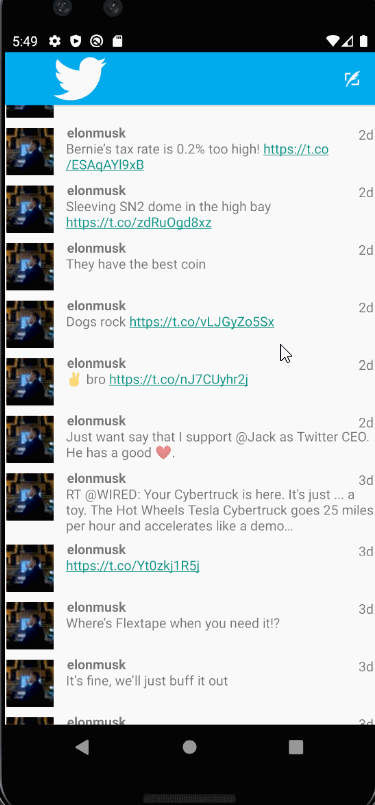 5:49
elonmusk 2d
Bernie's tax rate is 0.2% too high! https://t.co
/ESAqAYl9xB
elonmusk 2d
Sleeving SN2 dome in the high bay
https://t.co/zdRuOgd8xz
elonmusk 2d
They have the best coin
elonmusk 2d
Dogs rock https://t.co/vLJGyZo5Sx
elonmusk 2d
✌️ bro https://t.co/nJ7CUyhr2j
elonmusk 2d
Just want say that I support @Jack as Twitter CEO.
He has a good ❤️.
elonmusk 3d
RT @WIRED: Your Cybertruck is here. It's just ... a
toy. The Hot Wheels Tesla Cybertruck goes 25 miles
per hour and accelerates like a demo…
elonmusk 3d
https://t.co/Yt0zkj1R5j
elonmusk 3d
Where's Flextape when you need it!?
elonmusk 3d
It's fine, we'll just buff it out
elonmusk 3d